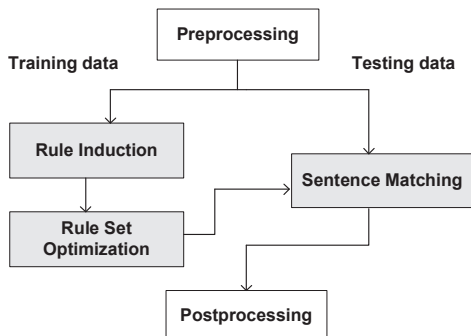 Preprocessing
Training data
Testing data
Rule Induction
Sentence Matching
Rule Set
Optimization
Postprocessing